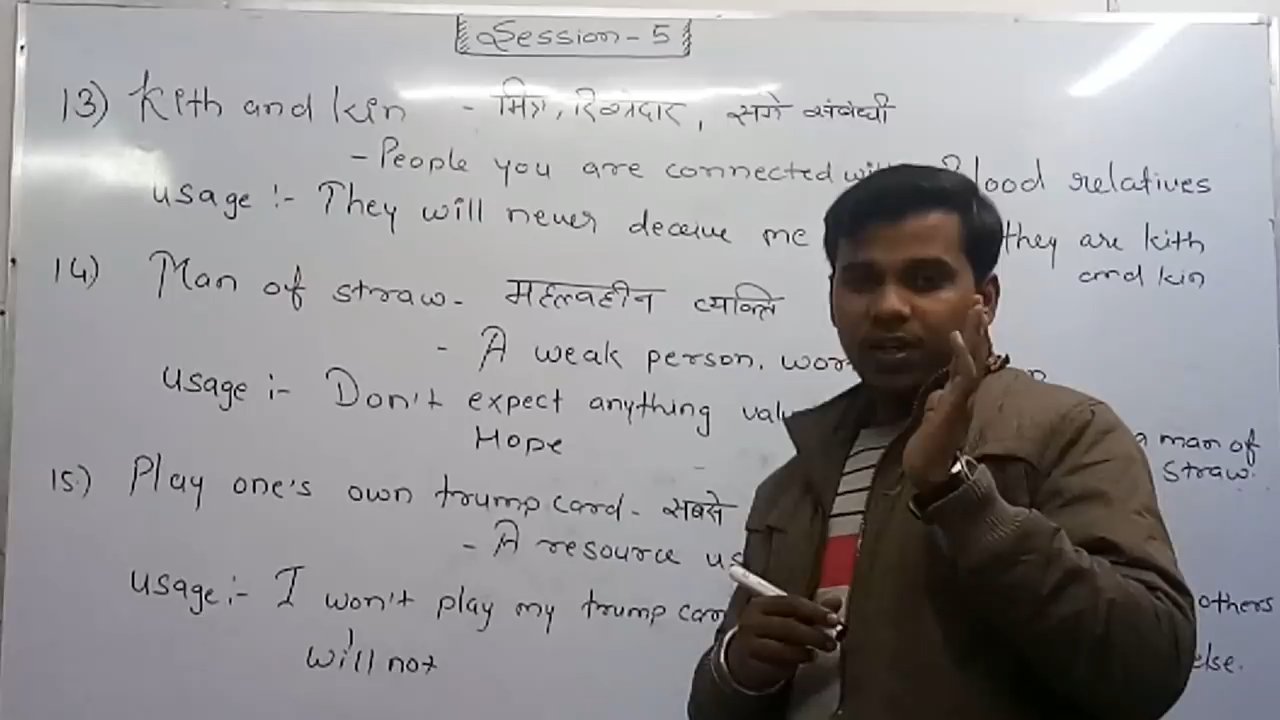 Session - 5
13) Kith and kin - मित्र, रिश्तेदार, सगे संबंधी
- People you are connected with Blood relatives
usage :- They will never deceive me they are kith
and kin
14) Man of straw - महत्वहीन व्यक्ति
- A weak person,
usage :- Don't expect anything a man of
Hope straw.
15.) Play one's own trump card - सबसे
- A resource
usage :- I won't play my trump others
will not else.